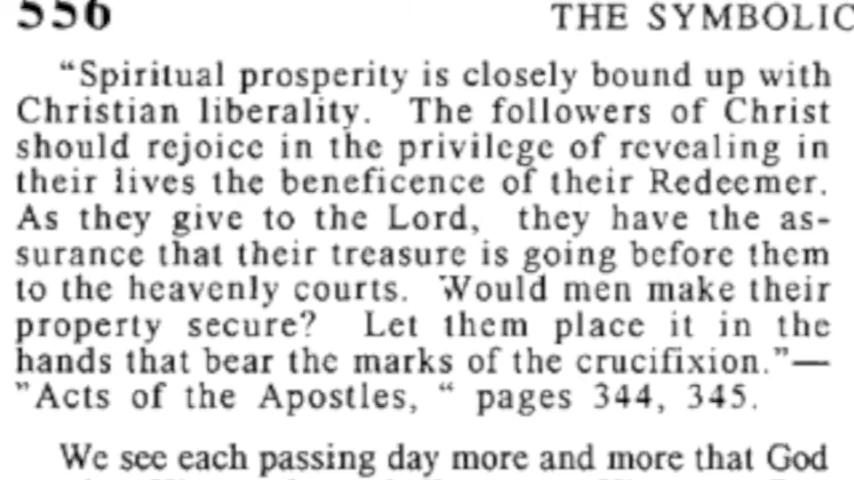 556 THE SYMBOLIC
"Spiritual prosperity is closely bound up with
Christian liberality. The followers of Christ
should rejoice in the privilege of revealing in
their lives the beneficence of their Redeemer.
As they give to the Lord, they have the as-
surance that their treasure is going before them
to the heavenly courts. Would men make their
property secure? Let them place it in the
hands that bear the marks of the crucifixion."—
"Acts of the Apostles, “ pages 344, 345.
We see each passing day more and more that God